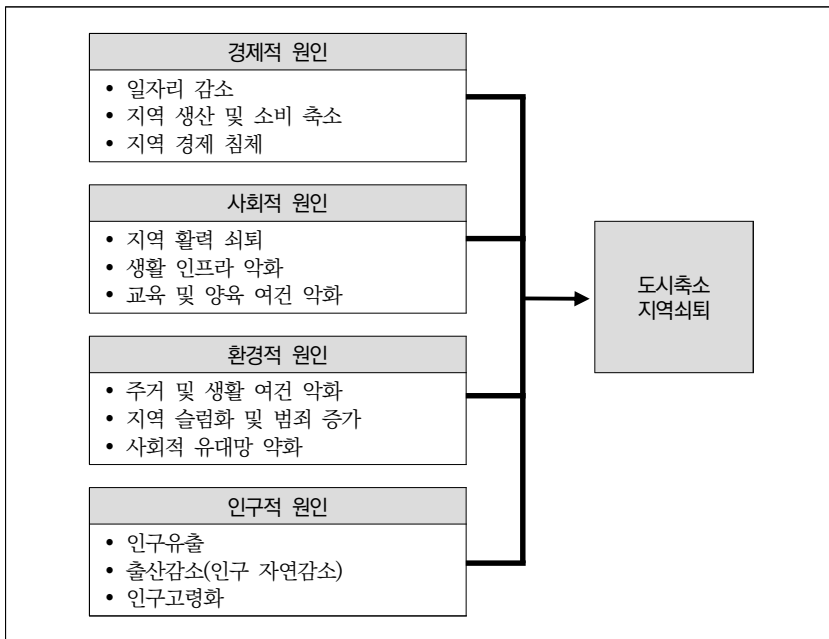 경제적 원인
• 일자리 감소
• 지역 생산 및 소비 축소
• 지역 경제 침체
사회적 원인
• 지역 활력 쇠퇴
• 생활 인프라 악화
• 교육 및 양육 여건 악화
환경적 원인
• 주거 및 생활 여건 악화
• 지역 슬럼화 및 범죄 증가
• 사회적 유대망 약화
인구적 원인
• 인구유출
• 출산감소(인구 자연감소)
• 인구고령화
도시축소
지역쇠퇴